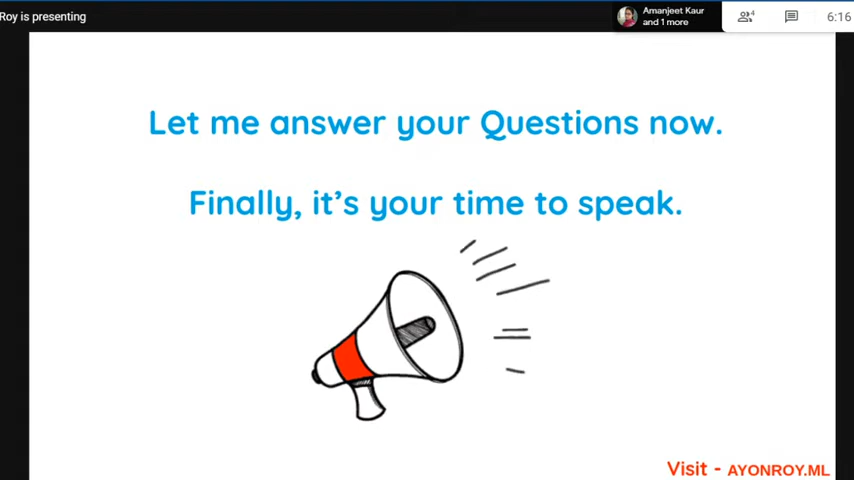 Roy is presenting
Amanjeet Kaur
and 1 more
4
6:16
Let me answer your Questions now.
Finally, it's your time to speak.
Visit - AYONROY.ML